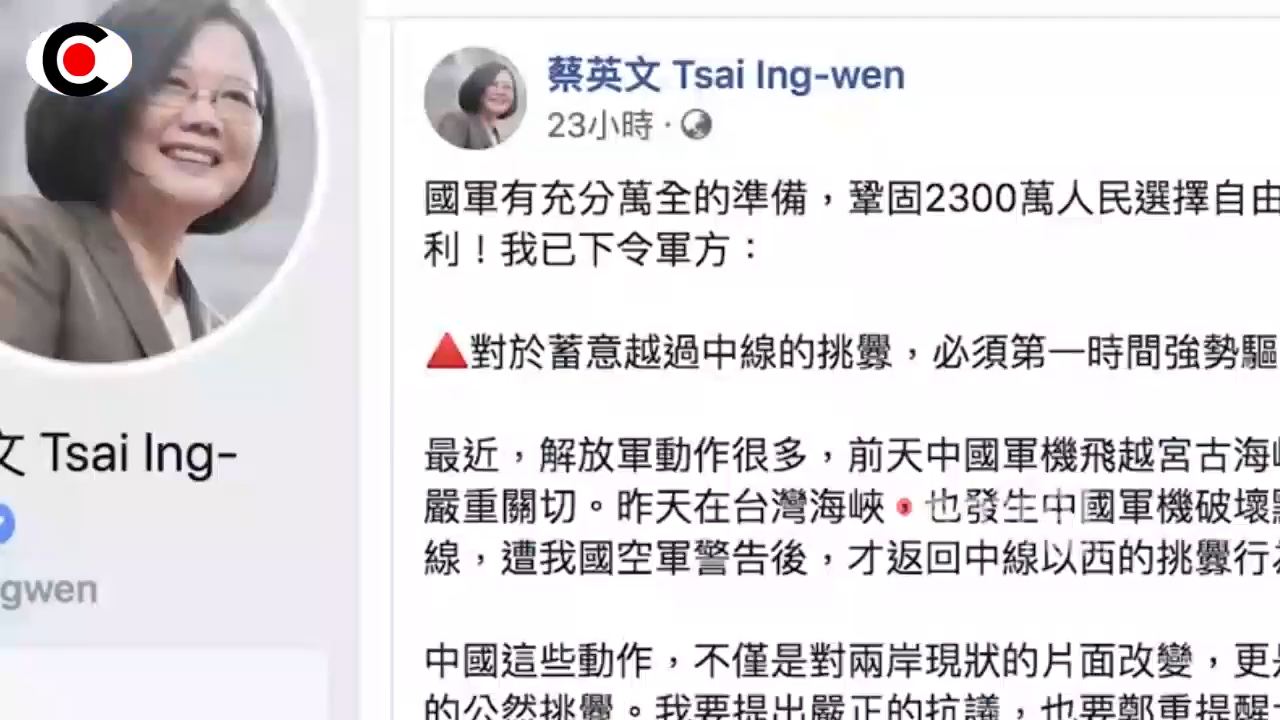 蔡英文 Tsai Ing-wen
23小時
國軍有充分萬全的準備，鞏固2300萬人民選擇自由
利！我已下令軍方：
對於蓄意越過中線的挑釁，必須第一時間強勢驅
最近，解放軍動作很多，前天中國軍機飛越宮古海峽
嚴重關切。昨天在台灣海峽 也發生中國軍機破壞
線，遭我國空軍警告後，才返回中線以西的挑釁行為
中國這些動作，不僅是對兩岸現狀的片面改變，更是
的公然挑釁。我要提出嚴正的抗議，也要鄭重提醒
文 Tsai Ing-
gwen